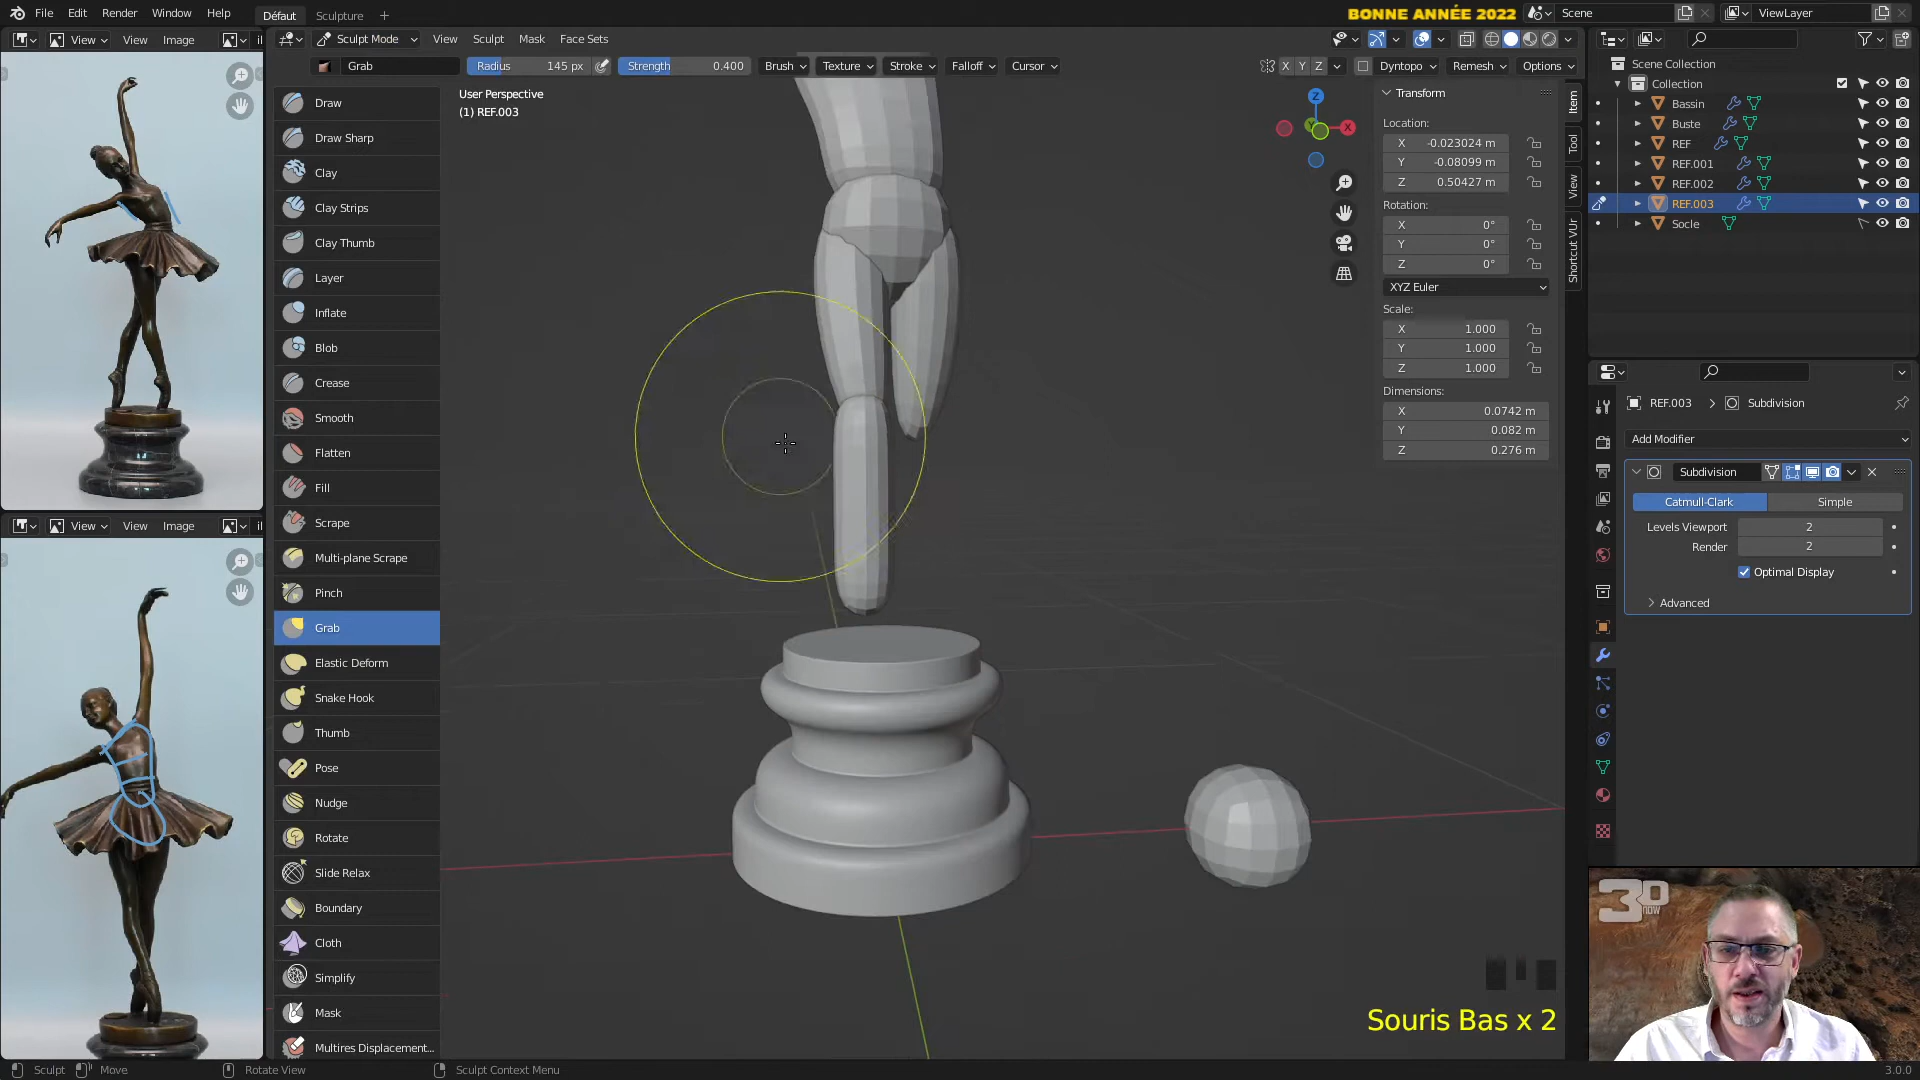 File Edit Render Window Help Défaut Sculpture + BONNE ANNÉE 2022 Scene ViewLayer
View View Image Sculpt Mode View Sculpt Mask Face Sets
Grab Radius 145 px Strength 0.400 Brush Texture Stroke Falloff Cursor X Y Z Dyntopo Remesh Options
User Perspective
(1) REF.003
Draw
Draw Sharp
Clay
Clay Strips
Clay Thumb
Layer
Inflate
Blob
Crease
Smooth
Flatten
Fill
Scrape
Multi-plane Scrape
Pinch
Grab
Elastic Deform
Snake Hook
Thumb
Pose
Nudge
Rotate
Slide Relax
Boundary
Cloth
Simplify
Mask
Multires Displacement...
View View Image
Z
X
Transform
Location:
X -0.023024 m
Y -0.08099 m
Z 0.50427 m
Rotation:
X 0°
Y 0°
Z 0°
XYZ Euler
Scale:
X 1.000
Y 1.000
Z 1.000
Dimensions:
X 0.0742 m
Y 0.082 m
Z 0.276 m
Item
Tool
View
Shortcut VUr
Scene Collection
Collection
Bassin
Buste
REF
REF.001
REF.002
REF.003
Socle
REF.003 > Subdivision
Add Modifier
Subdivision
Catmull-Clark Simple
Levels Viewport 2
Render 2
Optimal Display
Advanced
3D
NOW
Souris Bas x 2
Sculpt Move Rotate View Sculpt Context Menu 3.0.0